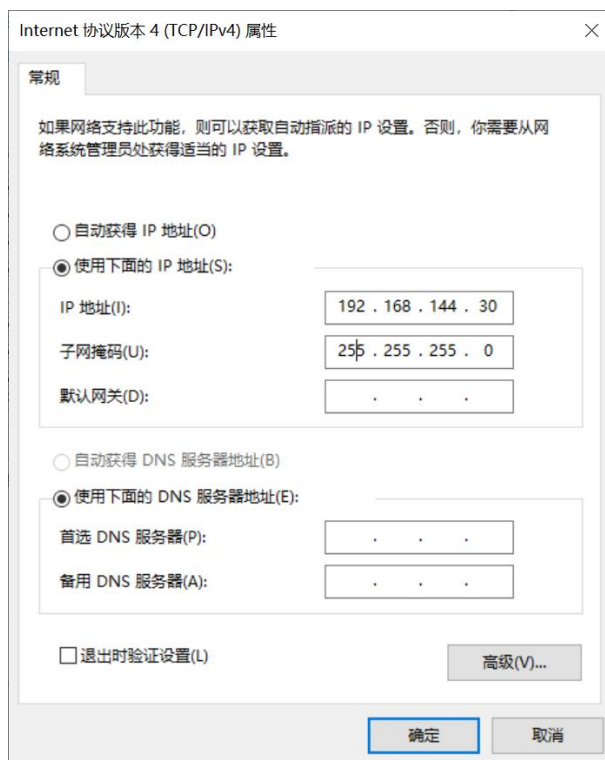 Internet 协议版本 4 (TCP/IPv4) 属性
常规
如果网络支持此功能，则可以获取自动指派的 IP 设置。否则，你需要从网
络系统管理员处获得适当的 IP 设置。
自动获得 IP 地址(O)
使用下面的 IP 地址(S):
IP 地址(I): 192 . 168 . 144 . 30
子网掩码(U): 255 . 255 . 255 . 0
默认网关(D): . . .
自动获得 DNS 服务器地址(B)
使用下面的 DNS 服务器地址(E):
首选 DNS 服务器(P): . . .
备用 DNS 服务器(A): . . .
退出时验证设置(L)
高级(V)...
确定 取消